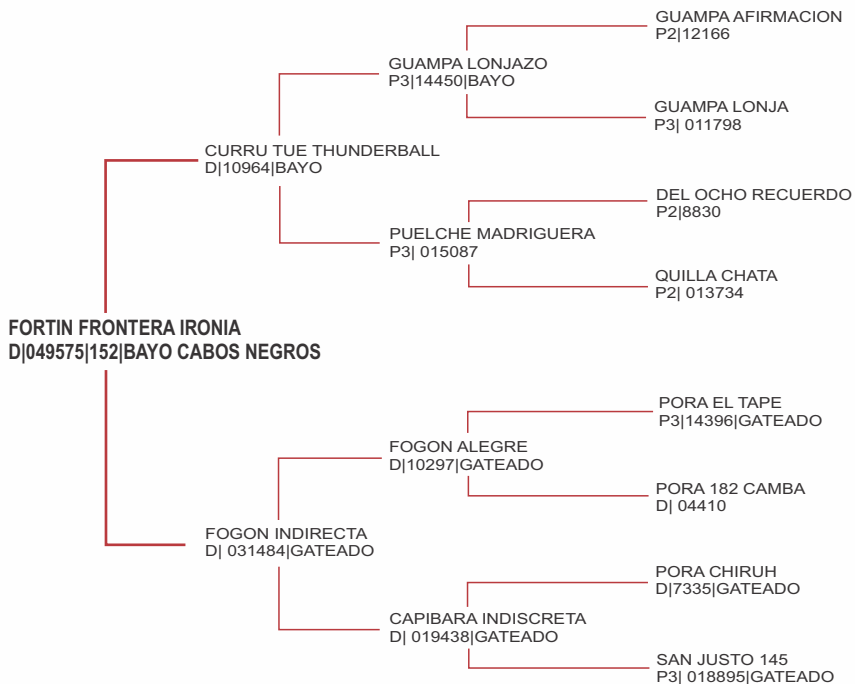 GUAMPA AFIRMACION
P2|12166
GUAMPA LONJAZO
P3|14450|BAYO
GUAMPA LONJA
P3| 011798
CURRU TUE THUNDERBALL
D|10964|BAYO
DEL OCHO RECUERDO
P2|8830
PUELCHE MADRIGUERA
P3| 015087
QUILLA CHATA
P2| 013734
FORTIN FRONTERA IRONIA
D|049575|152|BAYO CABOS NEGROS
PORA EL TAPE
P3|14396|GATEADO
FOGON ALEGRE
D|10297|GATEADO
PORA 182 CAMBA
D| 04410
FOGON INDIRECTA
D| 031484|GATEADO
PORA CHIRUH
D|7335|GATEADO
CAPIBARA INDISCRETA
D| 019438|GATEADO
SAN JUSTO 145
P3| 018895|GATEADO